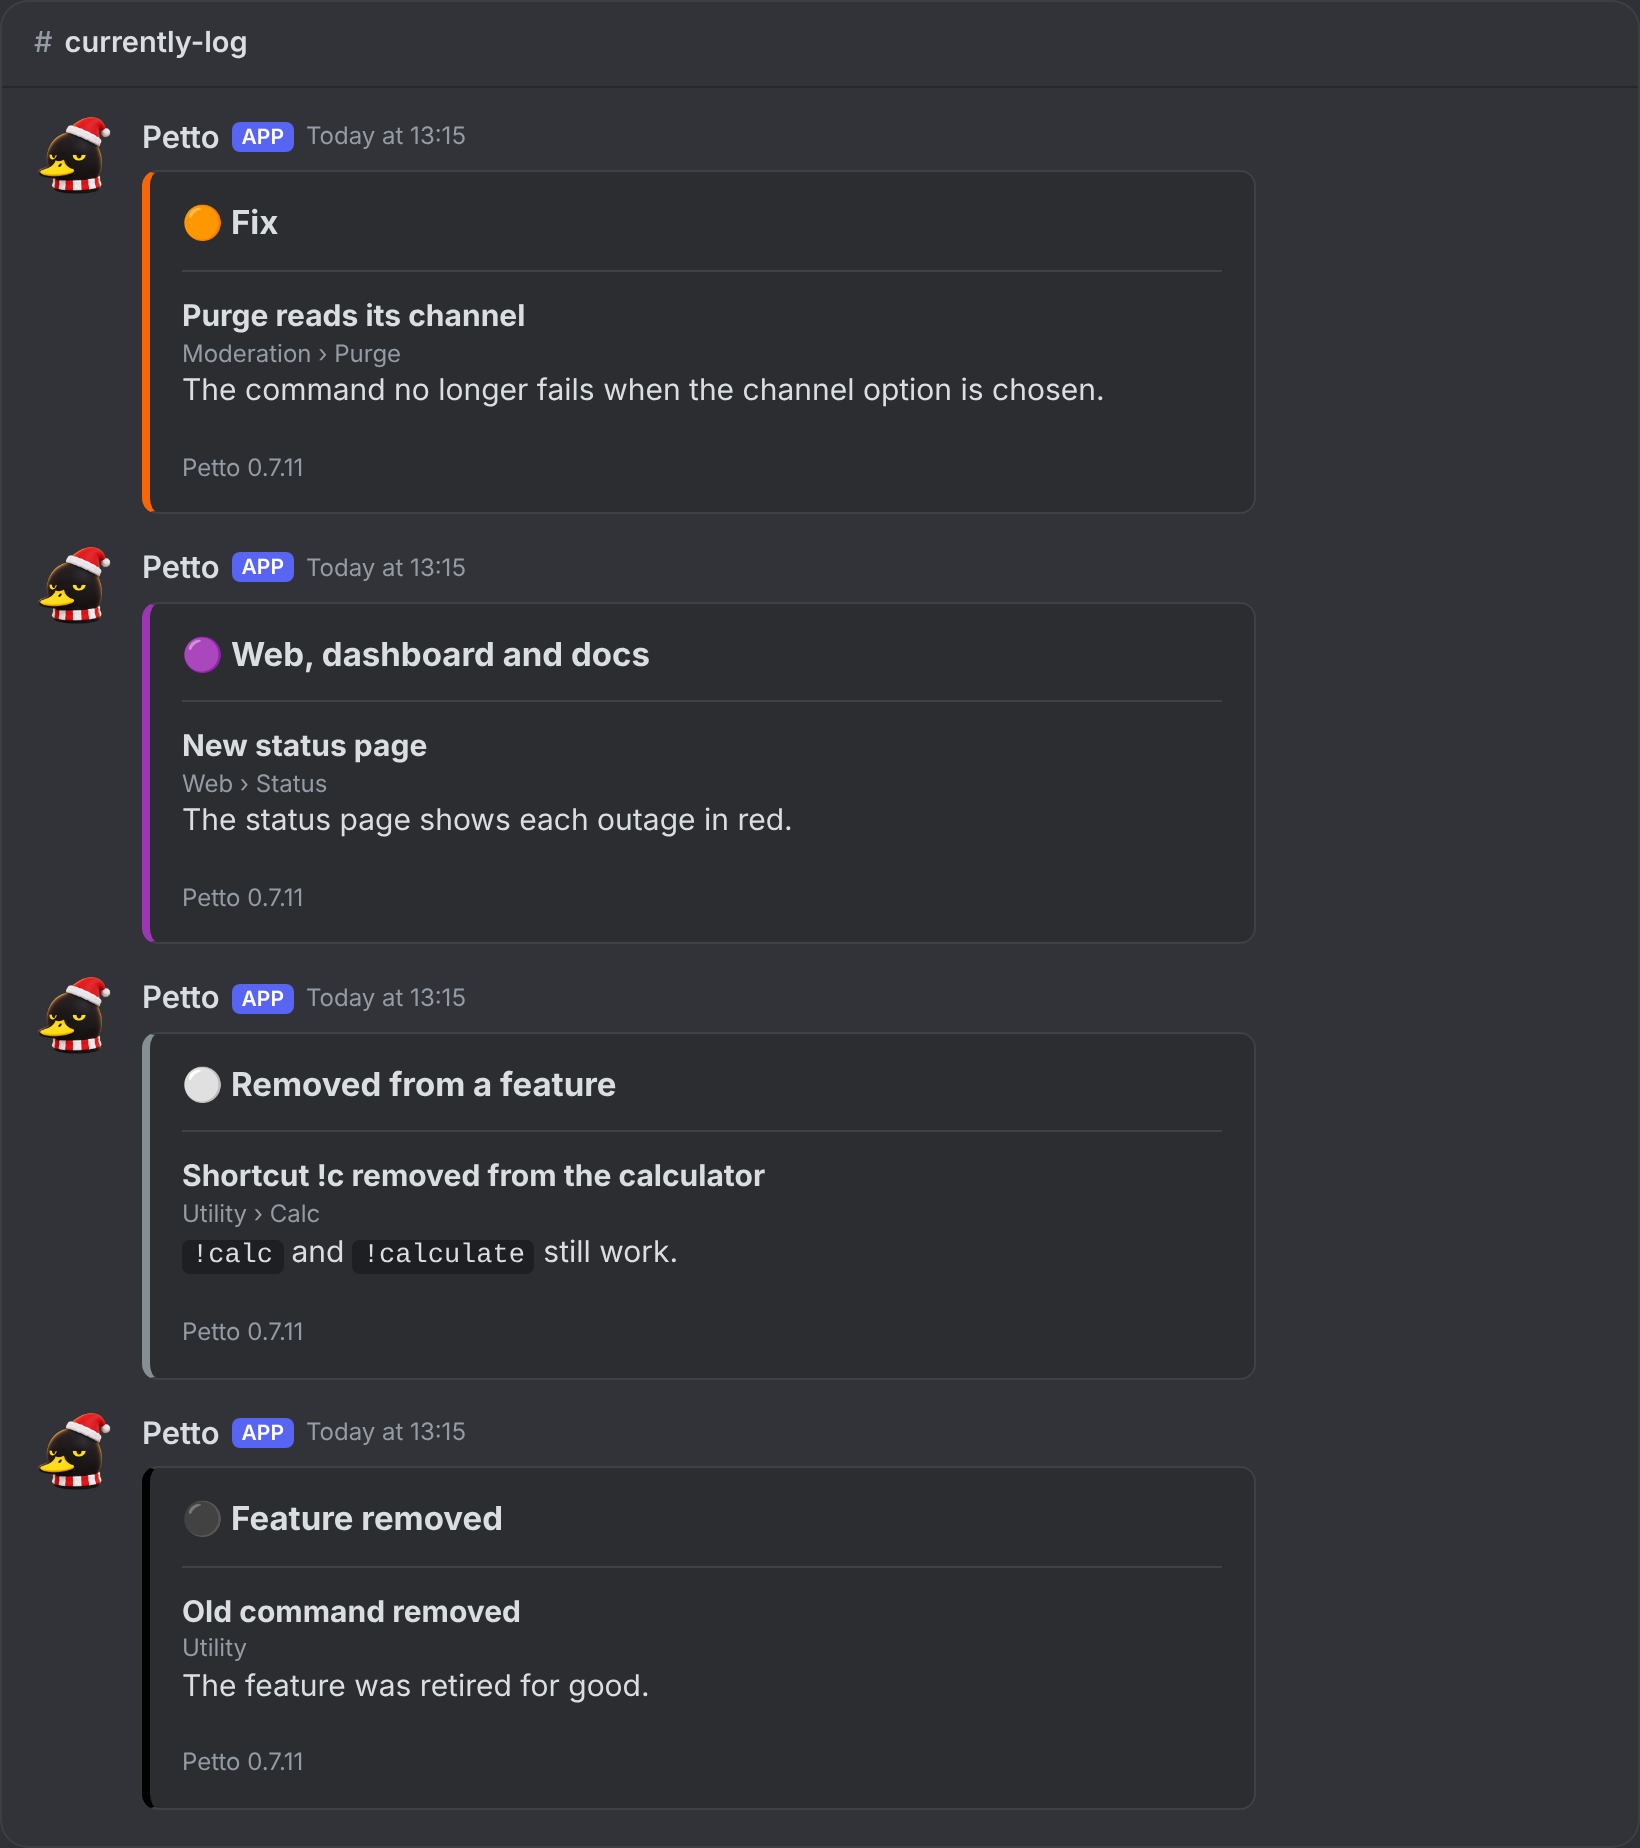 # currently-log
Petto APP Today at 13:15
Fix
Purge reads its channel
Moderation › Purge
The command no longer fails when the channel option is chosen.
Petto 0.7.11
Petto APP Today at 13:15
Web, dashboard and docs
New status page
Web › Status
The status page shows each outage in red.
Petto 0.7.11
Petto APP Today at 13:15
Removed from a feature
Shortcut !c removed from the calculator
Utility › Calc
!calc and !calculate still work.
Petto 0.7.11
Petto APP Today at 13:15
Feature removed
Old command removed
Utility
The feature was retired for good.
Petto 0.7.11